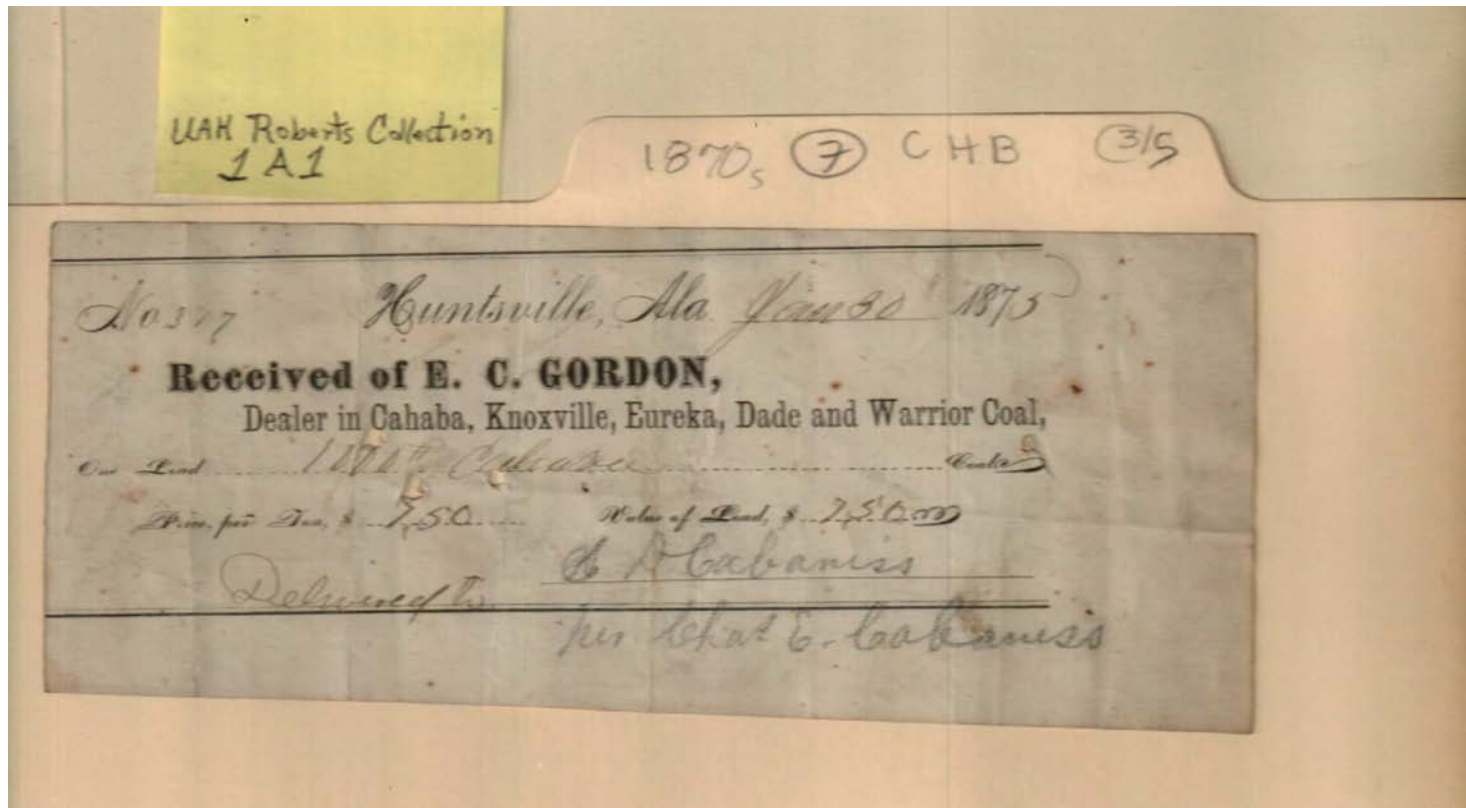 UAH Roberts Collection
1A1
1870s 7 CHB 3/5
No 377 Huntsville, Ala. Jan 30 1875
Received of E. C. GORDON,
Dealer in Cahaba, Knoxville, Eureka, Dade and Warrior Coal,
One Load Coal
Price, per Ton, $ 7.50 Value of Load, $ 7.50
Delivered to S D Cabaniss
per Chas E. Cabaniss